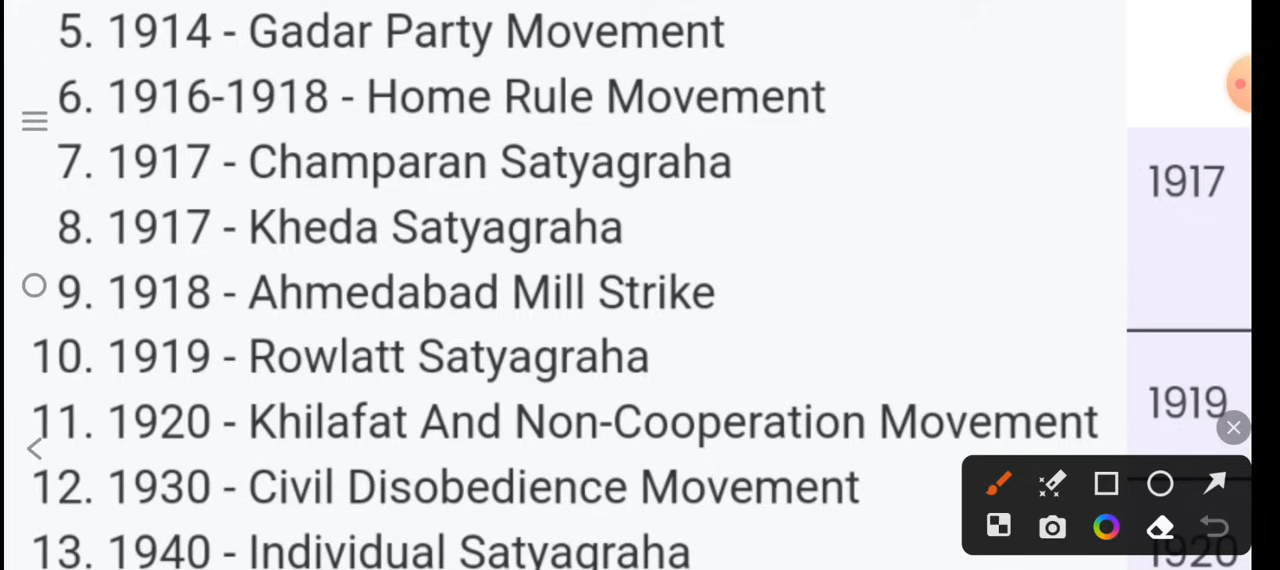 5. 1914 - Gadar Party Movement
6. 1916-1918 - Home Rule Movement
7. 1917 - Champaran Satyagraha
8. 1917 - Kheda Satyagraha
9. 1918 - Ahmedabad Mill Strike
10. 1919 - Rowlatt Satyagraha
11. 1920 - Khilafat And Non-Cooperation Movement
12. 1930 - Civil Disobedience Movement
13. 1940 - Individual Satyagraha
1917
1919
1920